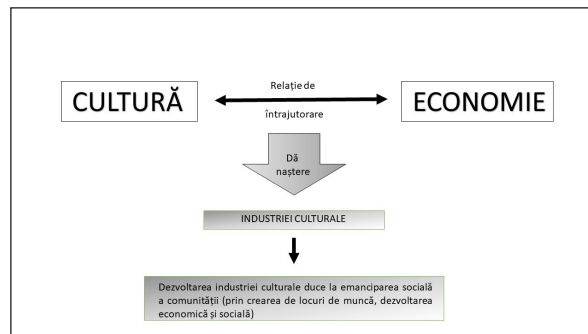 CULTURĂ
Relație de
întrajutorare
ECONOMIE
Dă
naștere
INDUSTRIEI CULTURALE
Dezvoltarea industriei culturale duce la emanciparea socială
a comunității (prin crearea de locuri de muncă, dezvoltarea
economică și socială)